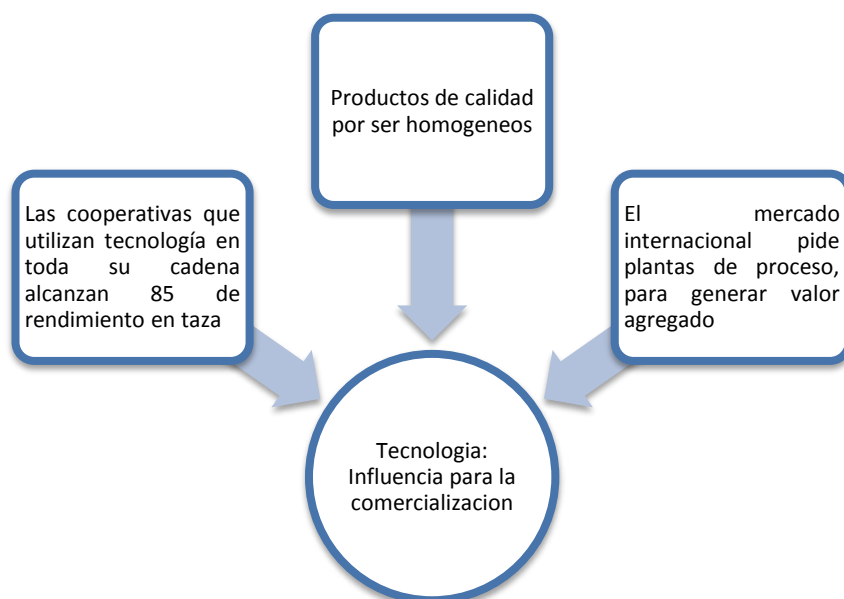 Productos de calidad
por ser homogeneos
Las cooperativas que
utilizan tecnología en
toda su cadena
alcanzan 85 de
rendimiento en taza
El mercado
internacional pide
plantas de proceso,
para generar valor
agregado
Tecnologia:
Influencia para la
comercializacion